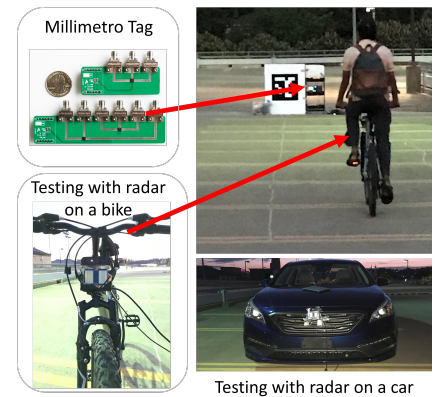 Millimetro Tag
Testing with radar
on a bike
Testing with radar on a car